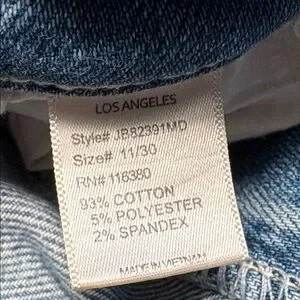 LOS ANGELES
Style# JB82391MD
Size# 11/30
RN# 116380
93% COTTON
5% POLYESTER
2% SPANDEX
MADE IN VIETNAM